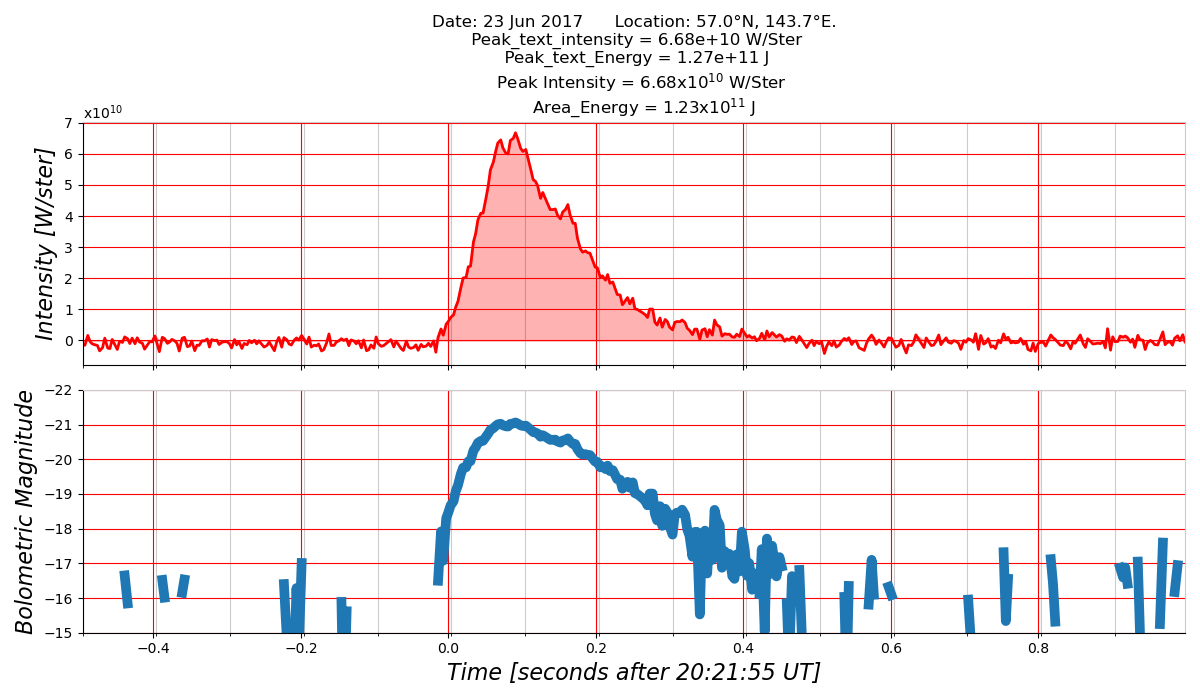 Date: 23 Jun 2017      Location: 57.0°N, 143.7°E.
Peak_text_intensity = 6.68e+10 W/Ster
Peak_text_Energy = 1.27e+11 J
Peak Intensity = 6.68x10¹⁰ W/Ster
Area_Energy = 1.23x10¹¹ J
x10¹⁰
7
6
5
4
3
2
1
0
Intensity [W/ster]
−22
−21
−20
−19
−18
−17
−16
−15
Bolometric Magnitude
−0.4 −0.2 0.0 0.2 0.4 0.6 0.8
Time [seconds after 20:21:55 UT]